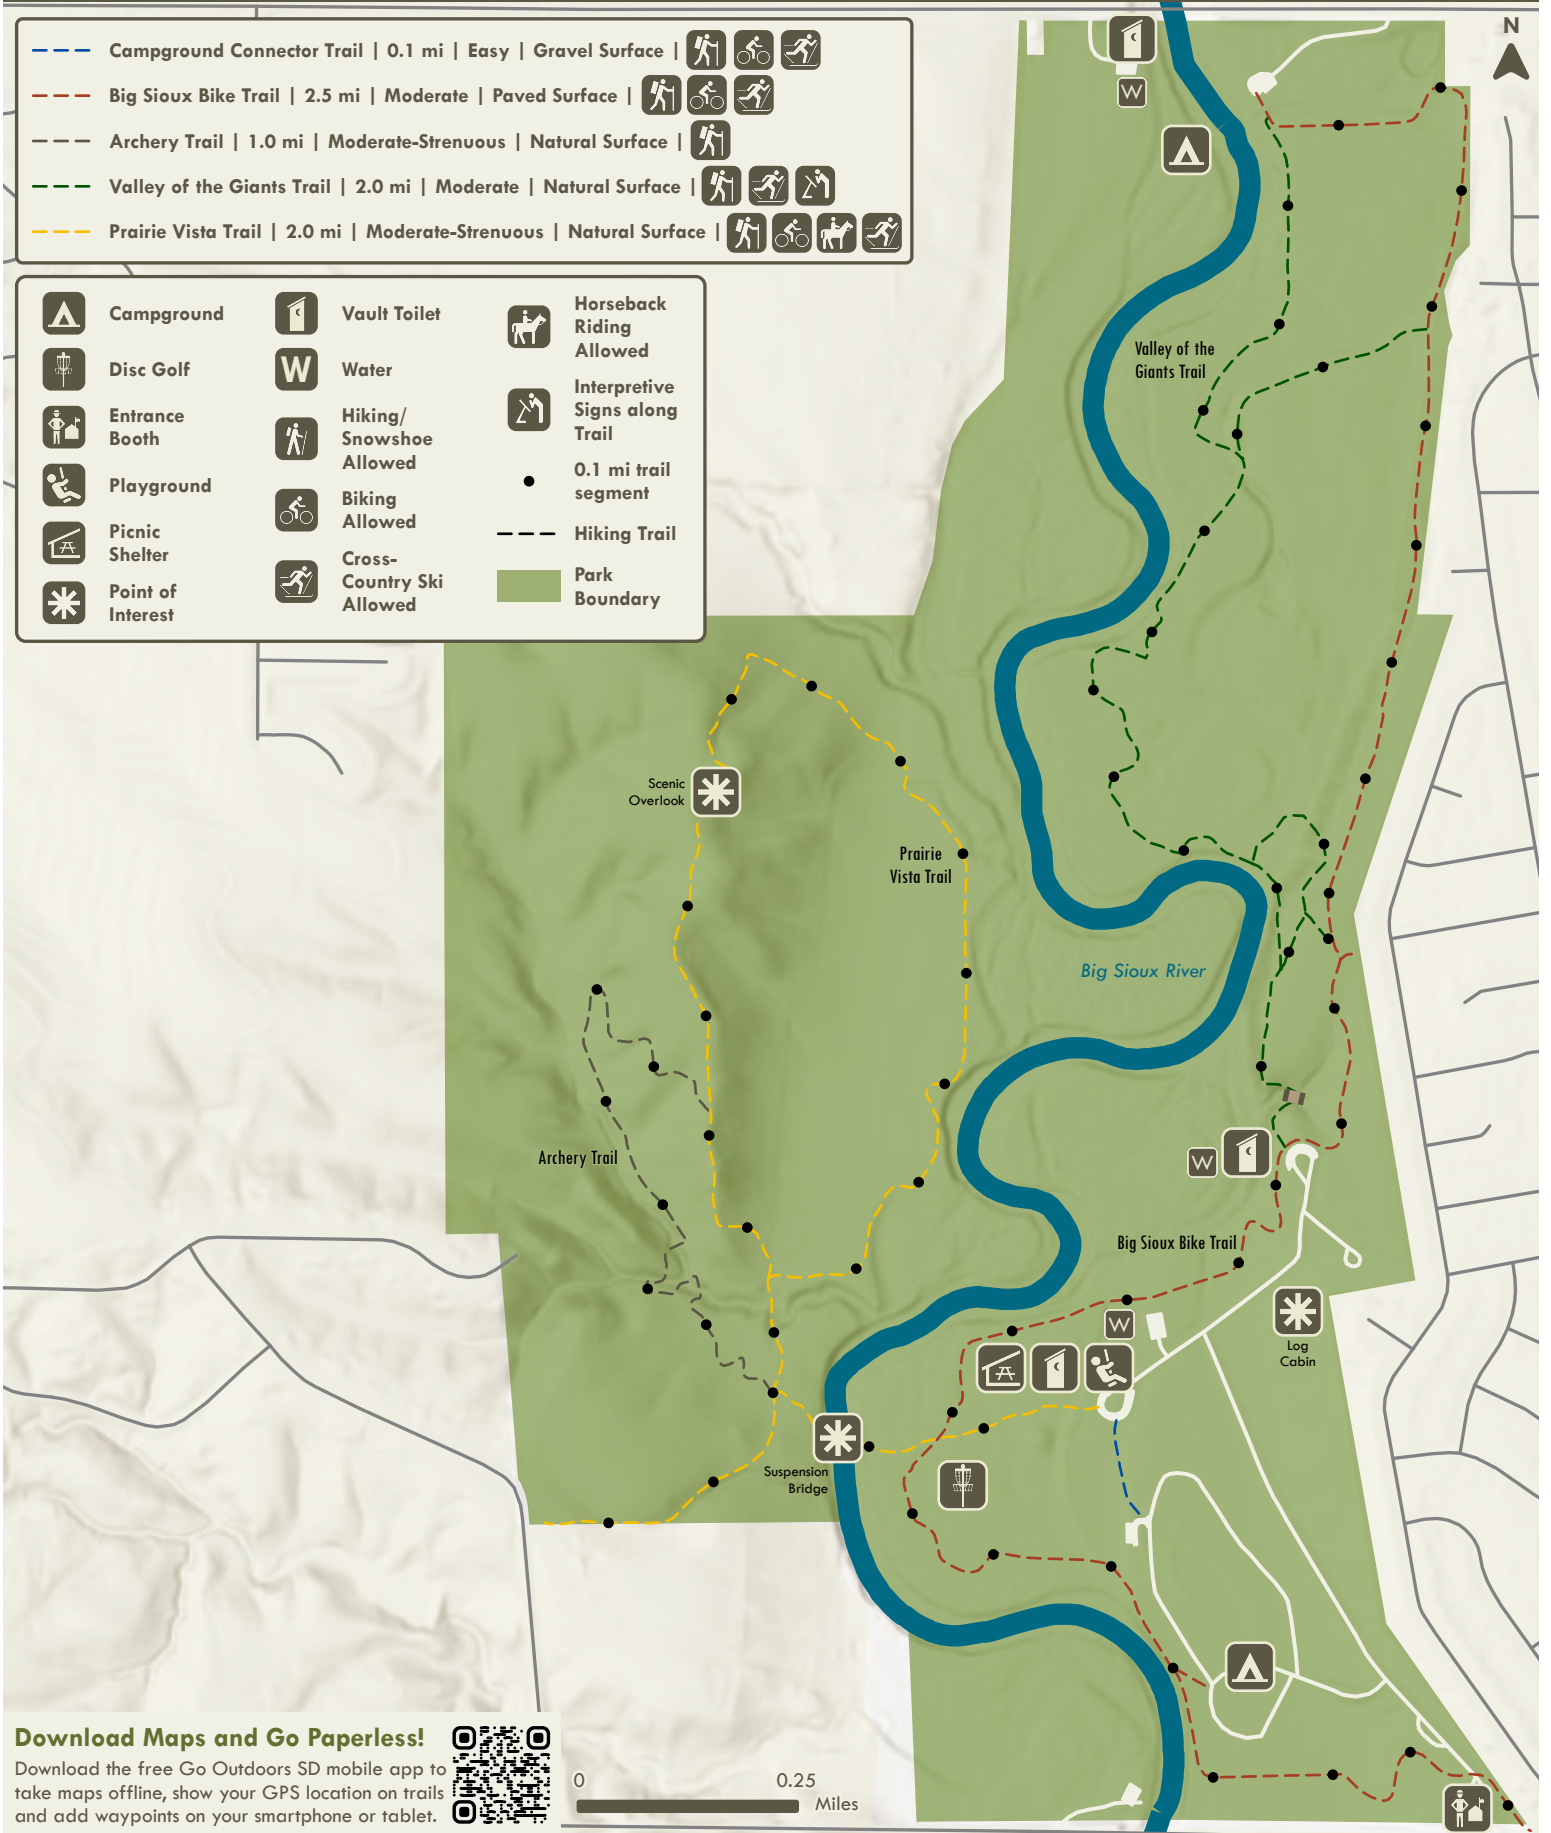 Campground Connector Trail | 0.1 mi | Easy | Gravel Surface |
Big Sioux Bike Trail | 2.5 mi | Moderate | Paved Surface |
Archery Trail | 1.0 mi | Moderate-Strenuous | Natural Surface |
Valley of the Giants Trail | 2.0 mi | Moderate | Natural Surface |
Prairie Vista Trail | 2.0 mi | Moderate-Strenuous | Natural Surface |
Campground
Disc Golf
Entrance
Booth
Playground
Picnic
Shelter
Point of
Interest
Vault Toilet
W
Water
Hiking/
Snowshoe
Allowed
Biking
Allowed
Cross-
Country Ski
Allowed
Horseback
Riding
Allowed
Interpretive
Signs along
Trail
0.1 mi trail
segment
Hiking Trail
Park
Boundary
N
W
Valley of the
Giants Trail
Scenic
Overlook
Prairie
Vista Trail
Big Sioux River
Archery Trail
W
Big Sioux Bike Trail
W
Log
Cabin
Suspension
Bridge
Download Maps and Go Paperless!
Download the free Go Outdoors SD mobile app to
take maps offline, show your GPS location on trails
and add waypoints on your smartphone or tablet.
0 0.25
Miles